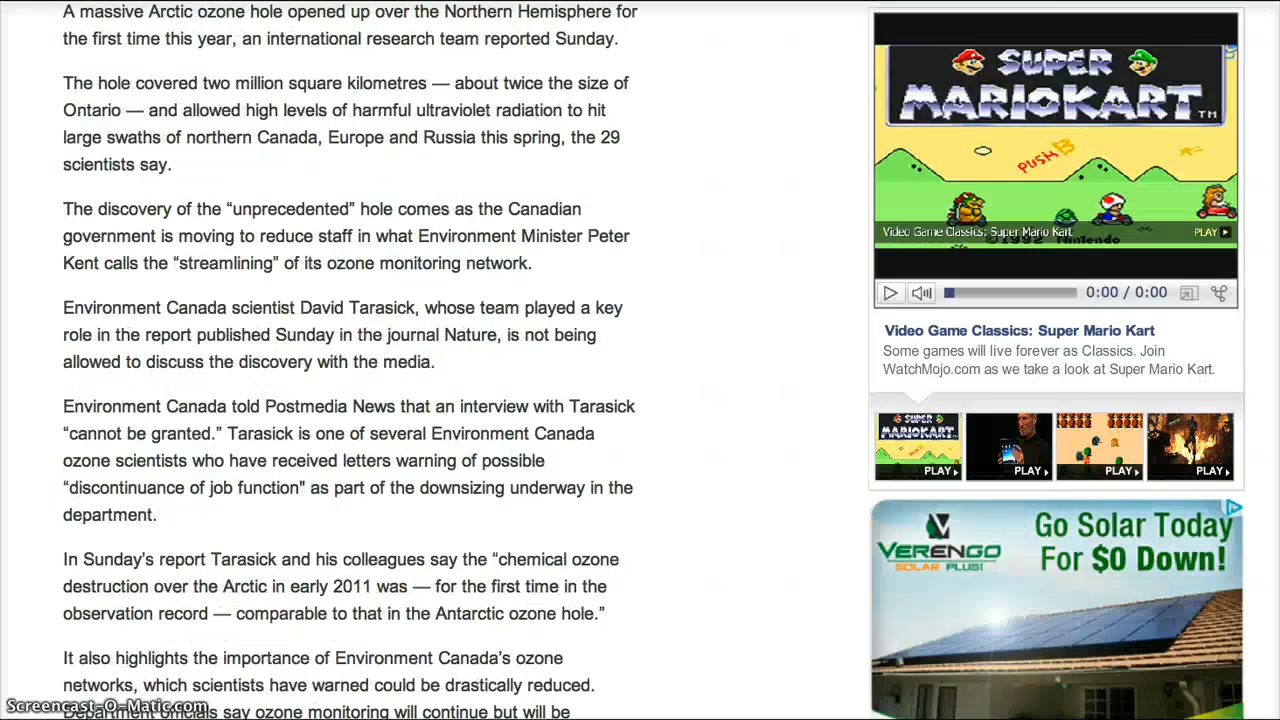 A massive Arctic ozone hole opened up over the Northern Hemisphere for
the first time this year, an international research team reported Sunday.
The hole covered two million square kilometres — about twice the size of
Ontario — and allowed high levels of harmful ultraviolet radiation to hit
large swaths of northern Canada, Europe and Russia this spring, the 29
scientists say.
The discovery of the “unprecedented” hole comes as the Canadian
government is moving to reduce staff in what Environment Minister Peter
Kent calls the “streamlining” of its ozone monitoring network.
Environment Canada scientist David Tarasick, whose team played a key
role in the report published Sunday in the journal Nature, is not being
allowed to discuss the discovery with the media.
Environment Canada told Postmedia News that an interview with Tarasick
“cannot be granted.” Tarasick is one of several Environment Canada
ozone scientists who have received letters warning of possible
“discontinuance of job function" as part of the downsizing underway in the
department.
In Sunday’s report Tarasick and his colleagues say the “chemical ozone
destruction over the Arctic in early 2011 was — for the first time in the
observation record — comparable to that in the Antarctic ozone hole.”
It also highlights the importance of Environment Canada’s ozone
networks, which scientists have warned could be drastically reduced.
Department officials say ozone monitoring will continue but will be
Screencast-O-Matic.com
SUPER
MARIOKART™
PUSH B
Video Game Classics: Super Mario Kart
PLAY
©1992 Nintendo
0:00 / 0:00
Video Game Classics: Super Mario Kart
Some games will live forever as Classics. Join
WatchMojo.com as we take a look at Super Mario Kart.
SUPER
MARIOKART
PLAY
PLAY
PLAY
PLAY
VERENGO
SOLAR PLUS!
Go Solar Today
For $0 Down!